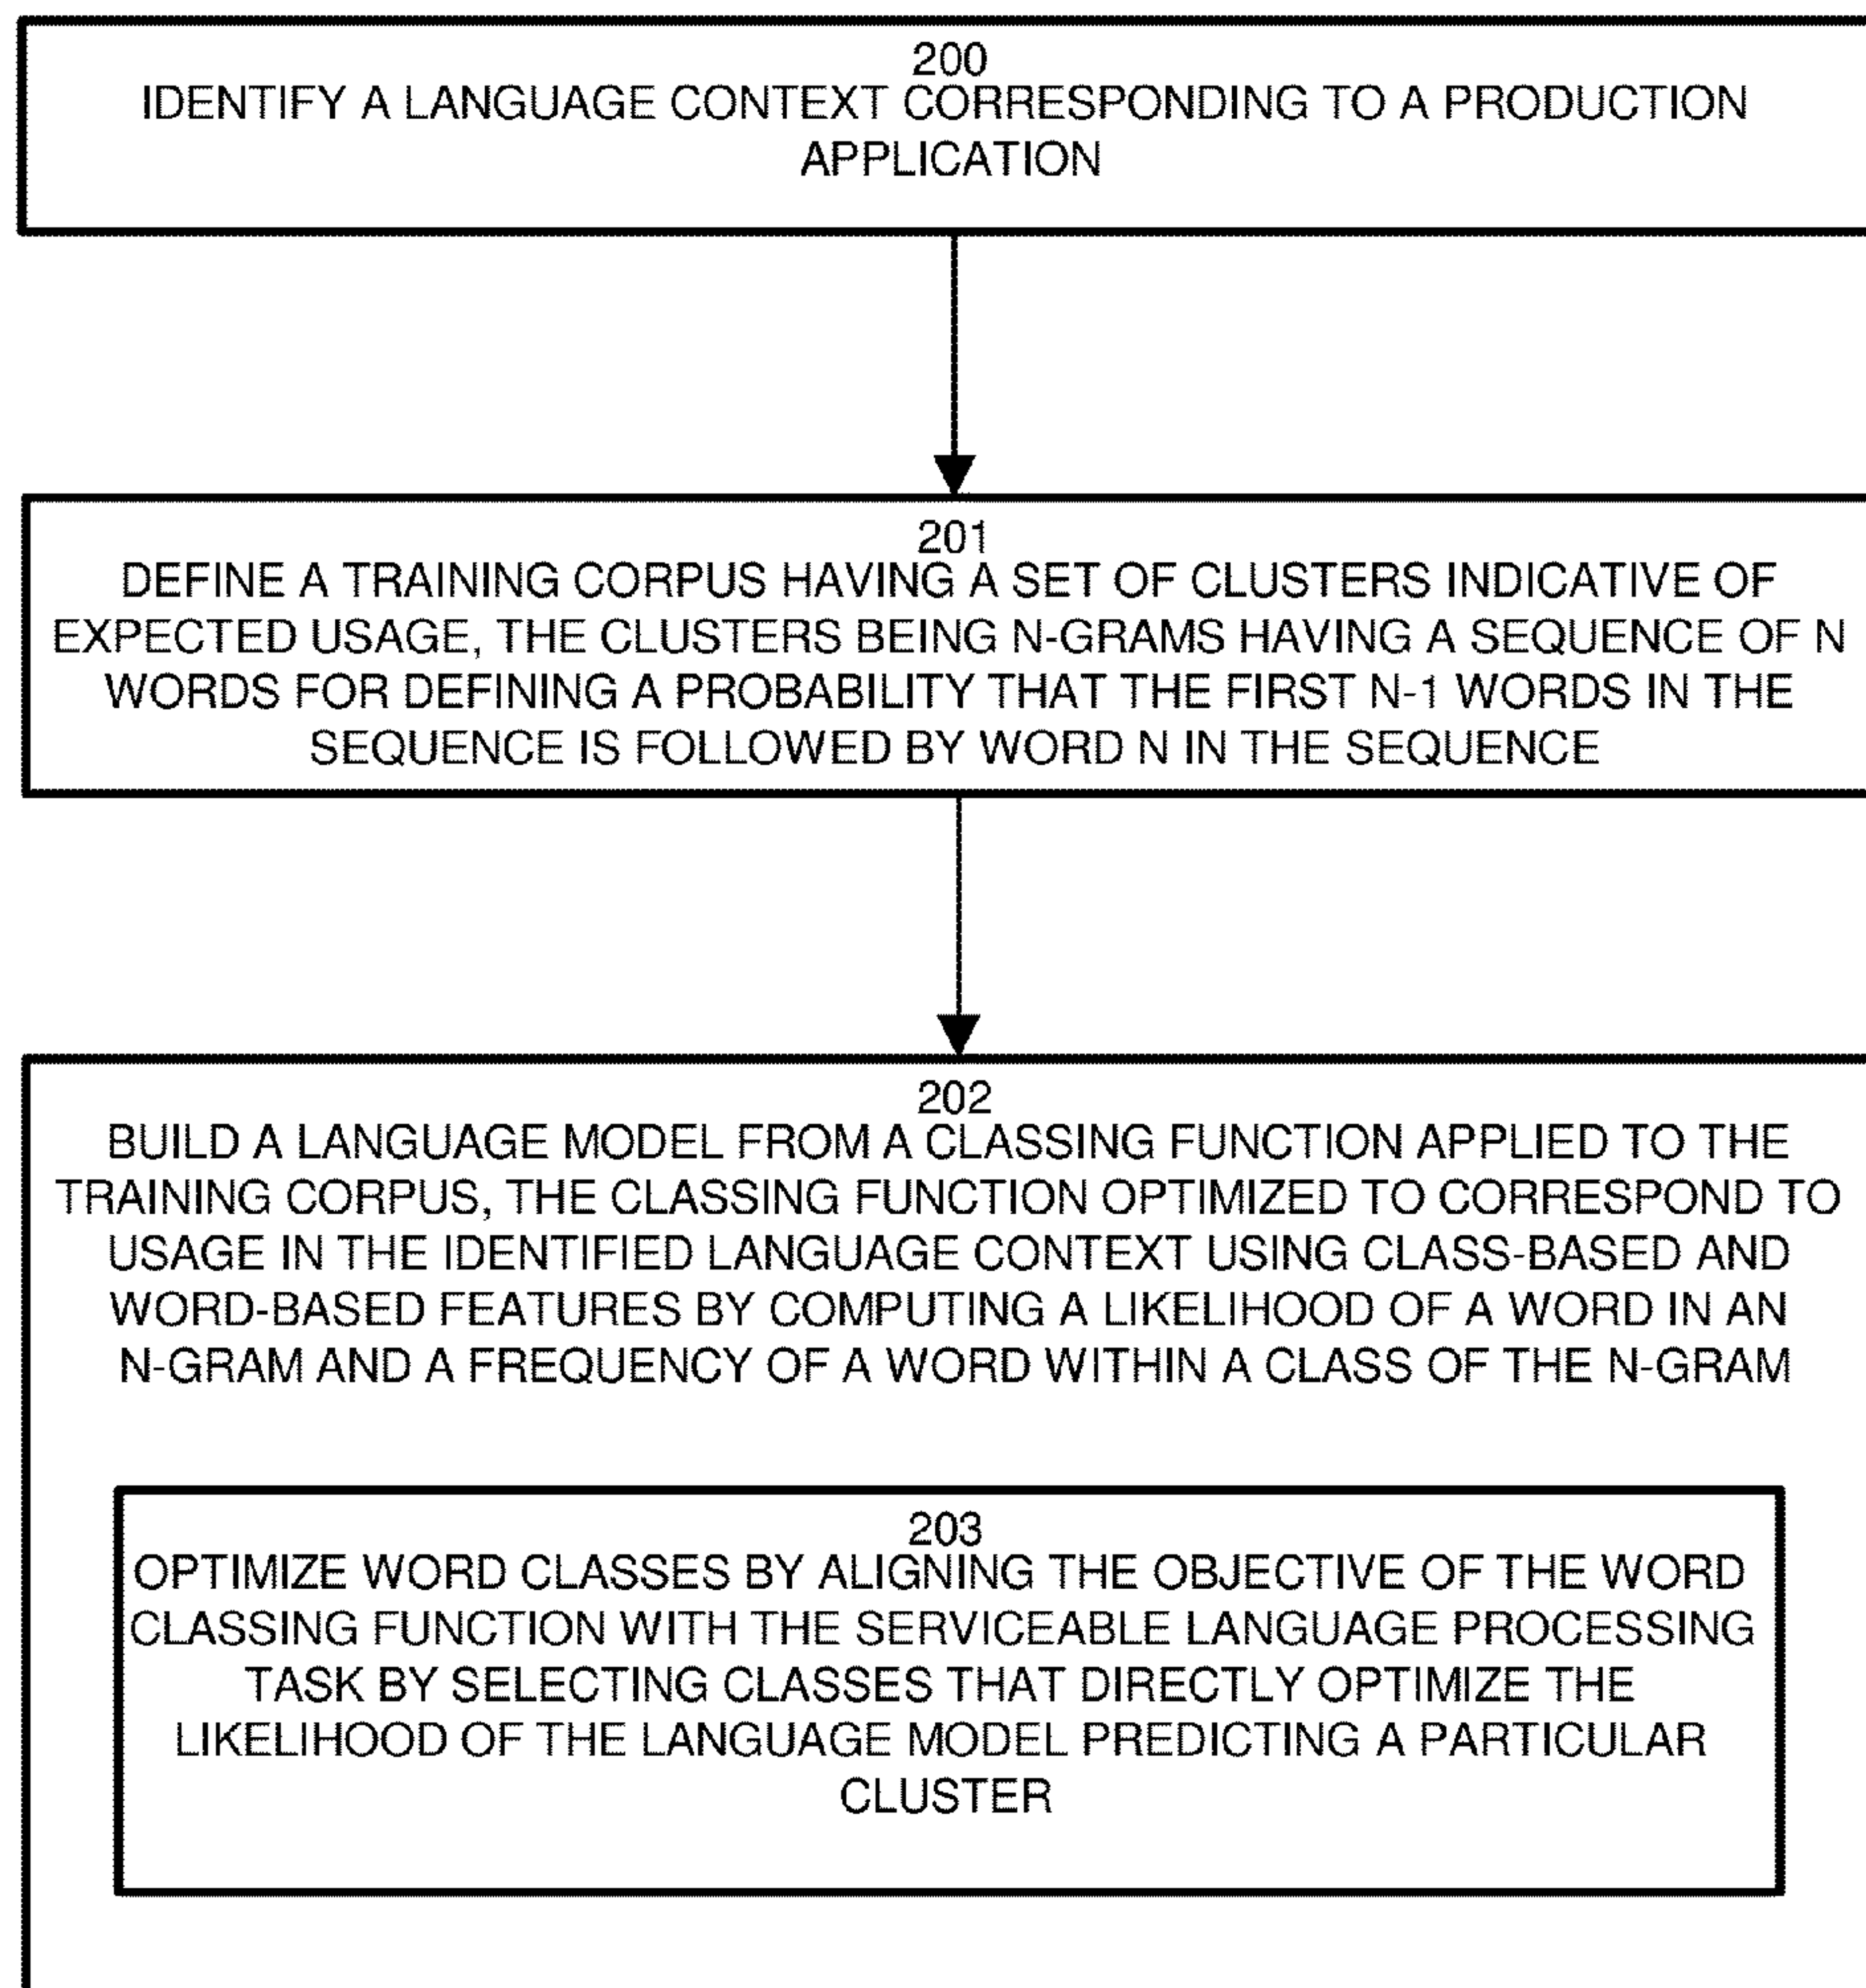 200
IDENTIFY A LANGUAGE CONTEXT CORRESPONDING TO A PRODUCTION
APPLICATION
201
DEFINE A TRAINING CORPUS HAVING A SET OF CLUSTERS INDICATIVE OF
EXPECTED USAGE, THE CLUSTERS BEING N-GRAMS HAVING A SEQUENCE OF N
WORDS FOR DEFINING A PROBABILITY THAT THE FIRST N-1 WORDS IN THE
SEQUENCE IS FOLLOWED BY WORD N IN THE SEQUENCE
202
BUILD A LANGUAGE MODEL FROM A CLASSING FUNCTION APPLIED TO THE
TRAINING CORPUS, THE CLASSING FUNCTION OPTIMIZED TO CORRESPOND TO
USAGE IN THE IDENTIFIED LANGUAGE CONTEXT USING CLASS-BASED AND
WORD-BASED FEATURES BY COMPUTING A LIKELIHOOD OF A WORD IN AN
N-GRAM AND A FREQUENCY OF A WORD WITHIN A CLASS OF THE N-GRAM
203
OPTIMIZE WORD CLASSES BY ALIGNING THE OBJECTIVE OF THE WORD
CLASSING FUNCTION WITH THE SERVICEABLE LANGUAGE PROCESSING
TASK BY SELECTING CLASSES THAT DIRECTLY OPTIMIZE THE
LIKELIHOOD OF THE LANGUAGE MODEL PREDICTING A PARTICULAR
CLUSTER